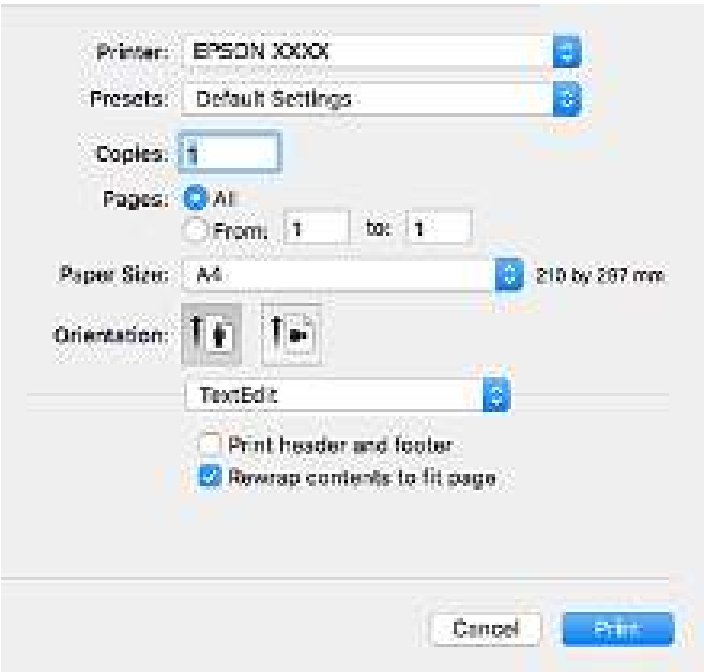 Printer: EPSON XXXX
Presets: Default Settings
Copies: 1
Pages: All
From: 1 to: 1
Paper Size: A4 210 by 297 mm
Orientation:
TextEdit
Print header and footer
Rewrap contents to fit page
Cancel Print